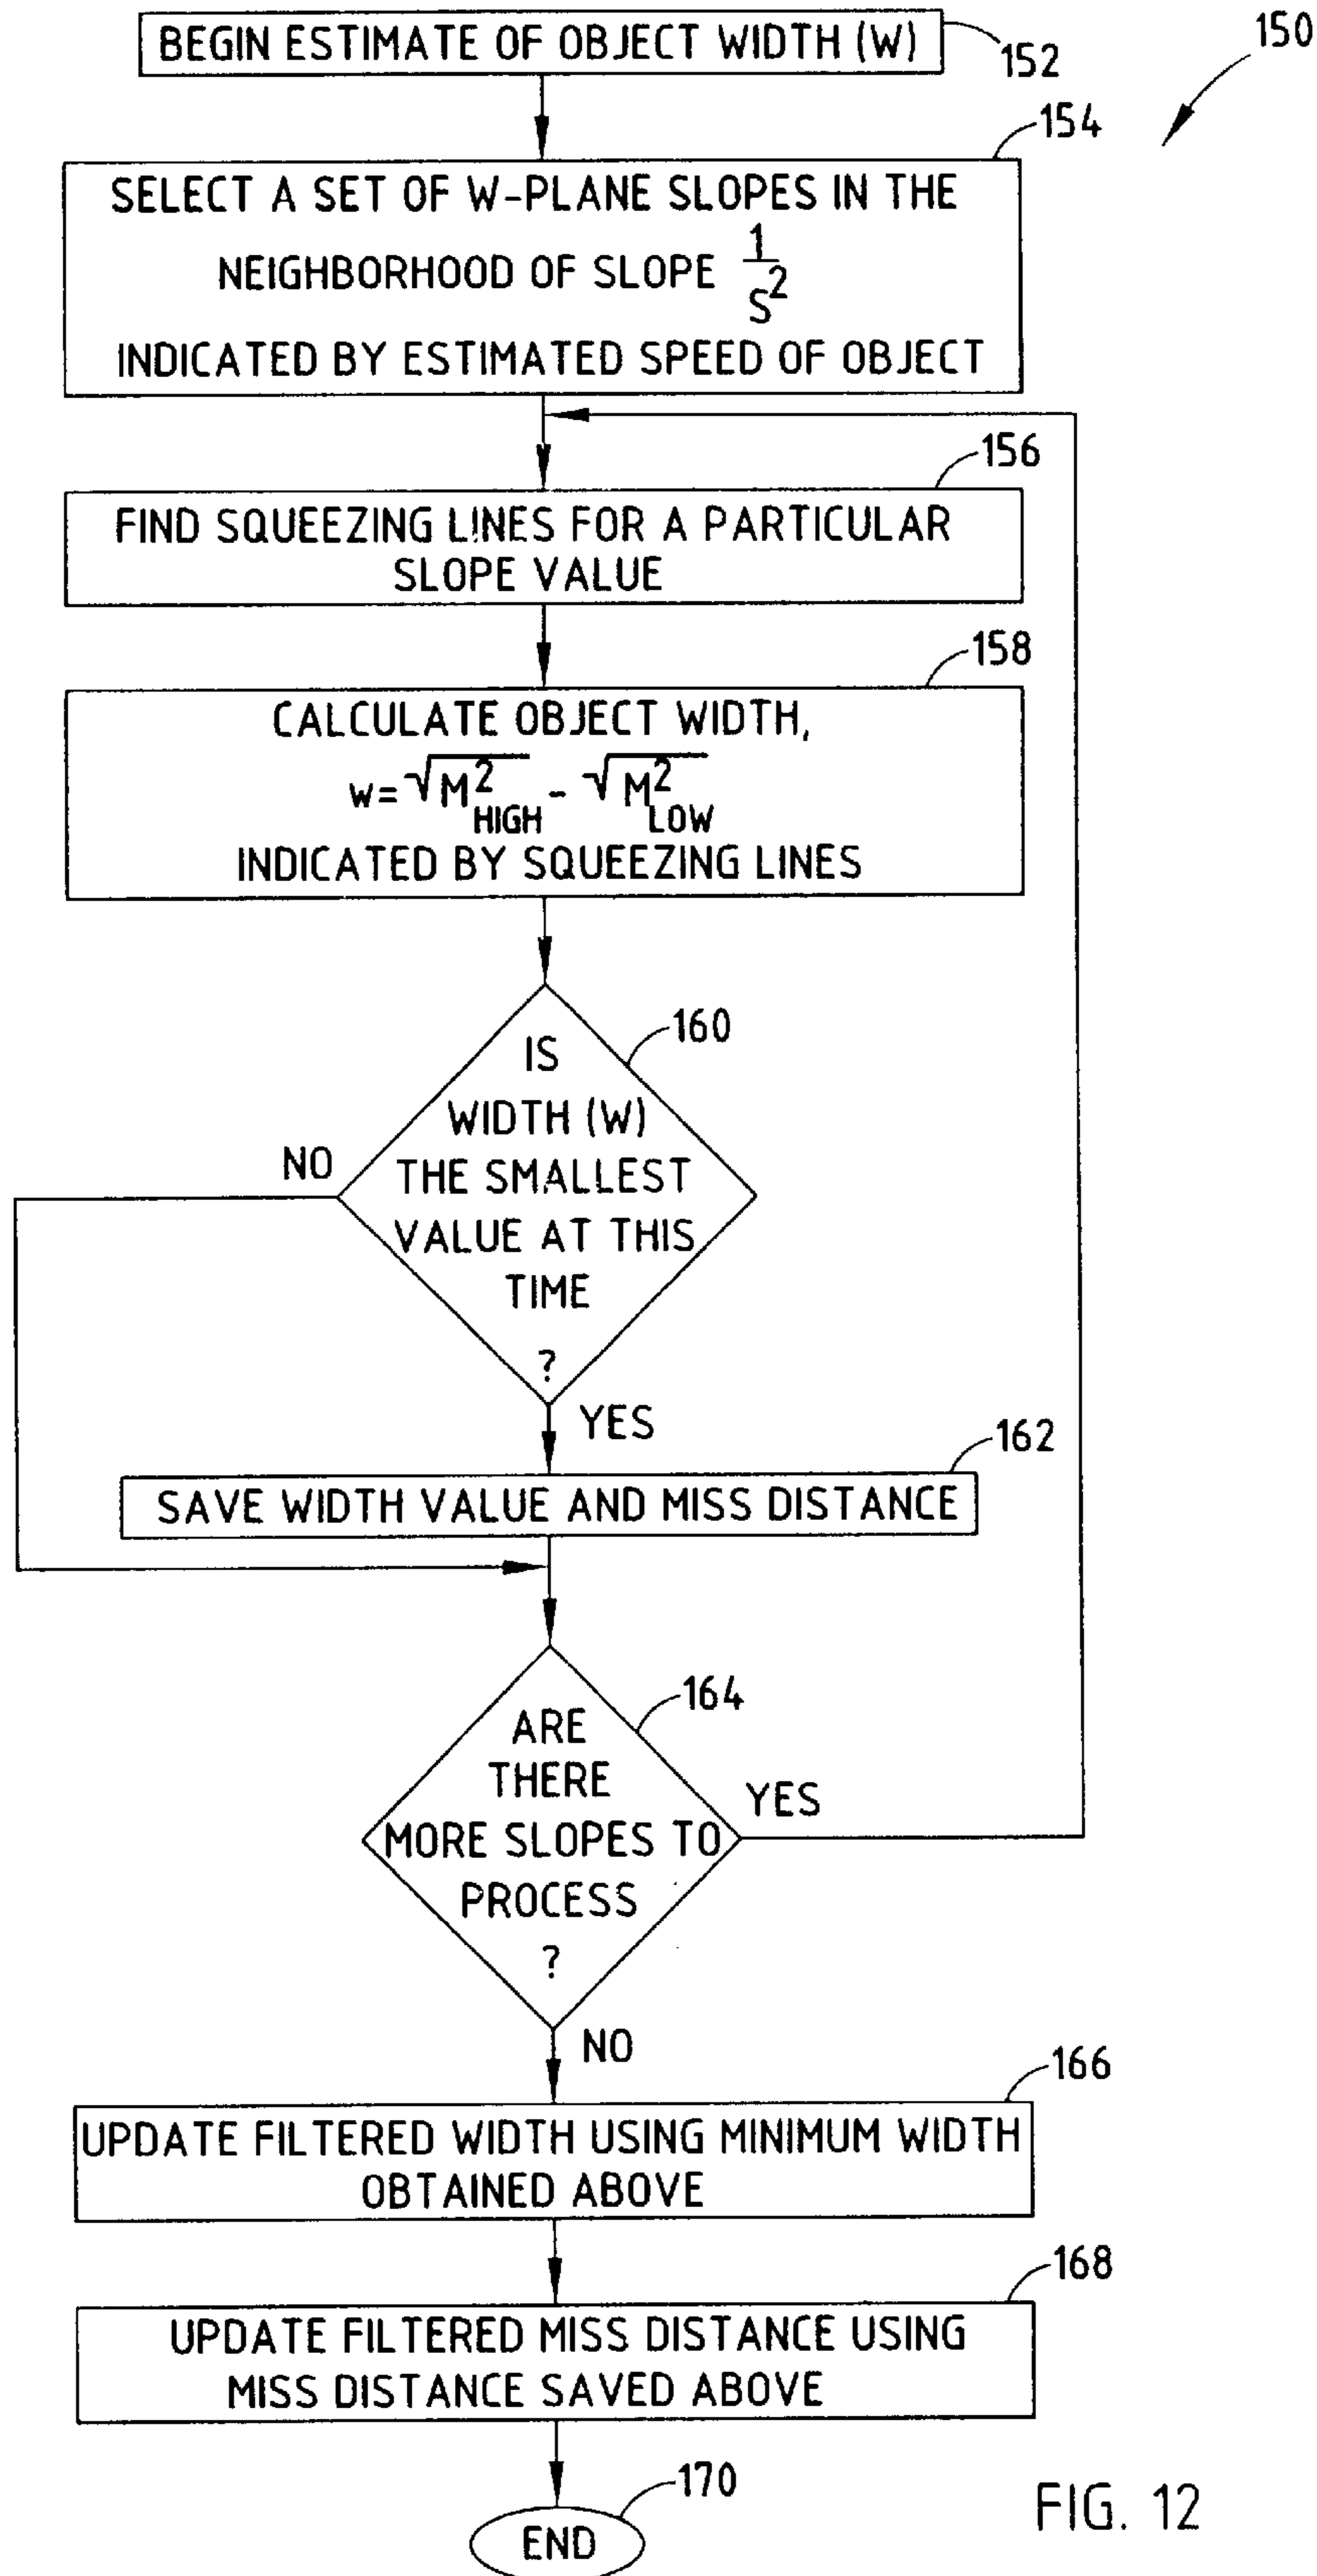 150
BEGIN ESTIMATE OF OBJECT WIDTH (W)
152
154
SELECT A SET OF W-PLANE SLOPES IN THE
NEIGHBORHOOD OF SLOPE 1/S²
INDICATED BY ESTIMATED SPEED OF OBJECT
156
FIND SQUEEZING LINES FOR A PARTICULAR
SLOPE VALUE
158
CALCULATE OBJECT WIDTH,
W=√M²HIGH - √M²LOW
INDICATED BY SQUEEZING LINES
160
IS
WIDTH (W)
THE SMALLEST
VALUE AT THIS
TIME
?
NO
YES
162
SAVE WIDTH VALUE AND MISS DISTANCE
164
ARE
THERE
MORE SLOPES TO
PROCESS
?
YES
NO
166
UPDATE FILTERED WIDTH USING MINIMUM WIDTH
OBTAINED ABOVE
168
UPDATE FILTERED MISS DISTANCE USING
MISS DISTANCE SAVED ABOVE
170
END
FIG. 12